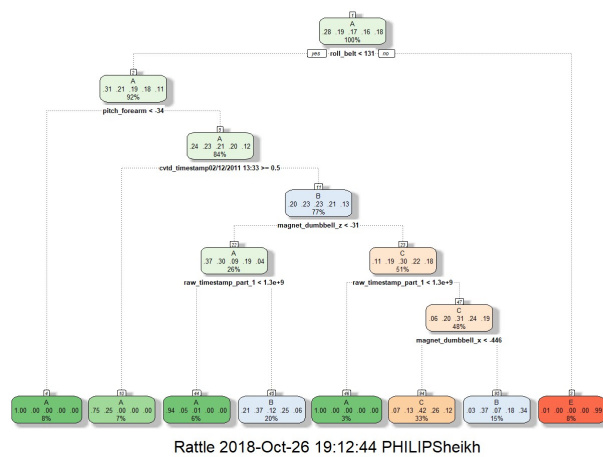 1
A
.28 .19 .17 .16 .18
100%
yes roll_belt < 131 no
2
A
.31 .21 .19 .18 .11
92%
pitch_forearm < -34
5
A
.24 .23 .21 .20 .12
84%
cvtd_timestamp02/12/2011 13:33 >= 0.5
11
B
.20 .23 .23 .21 .13
77%
magnet_dumbbell_z < -31
22 23
A C
.37 .30 .09 .19 .04 .11 .19 .30 .22 .18
26% 51%
raw_timestamp_part_1 < 1.3e+9 raw_timestamp_part_1 < 1.3e+9
47
C
.06 .20 .31 .24 .19
48%
magnet_dumbbell_x < -446
4 10 44 45 46 94 95 3
A A A B A C B E
1.00 .00 .00 .00 .00 .75 .25 .00 .00 .00 .94 .05 .01 .00 .00 .21 .37 .12 .25 .06 1.00 .00 .00 .00 .00 .07 .13 .42 .26 .12 .03 .37 .07 .18 .34 .01 .00 .00 .00 .99
8% 7% 6% 20% 3% 33% 15% 8%
Rattle 2018-Oct-26 19:12:44 PHILIPSheikh